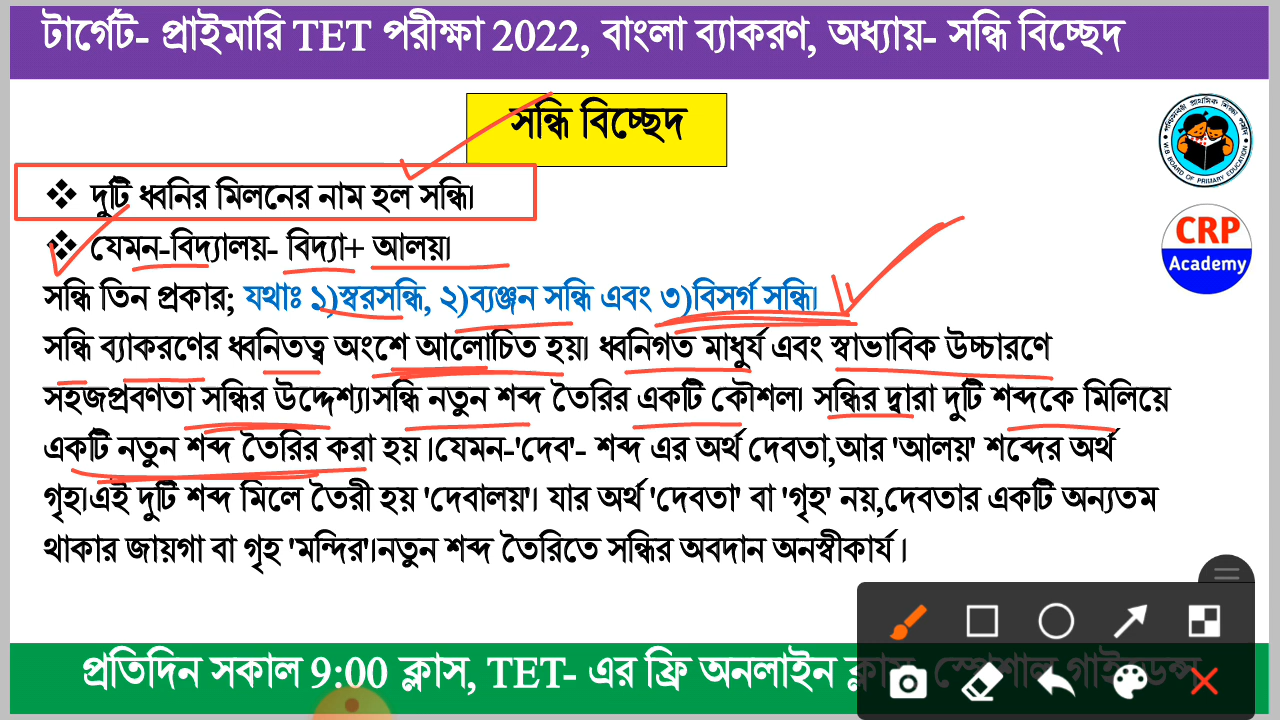 টার্গেট- প্রাইমারি TET পরীক্ষা 2022, বাংলা ব্যাকরণ, অধ্যায়- সন্ধি বিচ্ছেদ
সন্ধি বিচ্ছেদ
❖ দুটি ধ্বনির মিলনের নাম হল সন্ধি।
❖ যেমন-বিদ্যালয়- বিদ্যা+ আলয়।
CRP
Academy
সন্ধি তিন প্রকার; যথাঃ ১)স্বরসন্ধি, ২)ব্যঞ্জন সন্ধি এবং ৩)বিসর্গ সন্ধি।
সন্ধি ব্যাকরণের ধ্বনিতত্ব অংশে আলোচিত হয়। ধ্বনিগত মাধুর্য এবং স্বাভাবিক উচ্চারণে
সহজপ্রবণতা সন্ধির উদ্দেশ্য।সন্ধি নতুন শব্দ তৈরির একটি কৌশল। সন্ধির দ্বারা দুটি শব্দকে মিলিয়ে
একটি নতুন শব্দ তৈরির করা হয় ।যেমন-'দেব'- শব্দ এর অর্থ দেবতা,আর 'আলয়' শব্দের অর্থ
গৃহ।এই দুটি শব্দ মিলে তৈরী হয় 'দেবালয়'। যার অর্থ 'দেবতা' বা 'গৃহ' নয়,দেবতার একটি অন্যতম
থাকার জায়গা বা গৃহ 'মন্দির'।নতুন শব্দ তৈরিতে সন্ধির অবদান অনস্বীকার্য ।
প্রতিদিন সকাল 9:00 ক্লাস, TET- এর ফ্রি অনলাইন ক্লাস, স্পেশাল গাইডেন্স